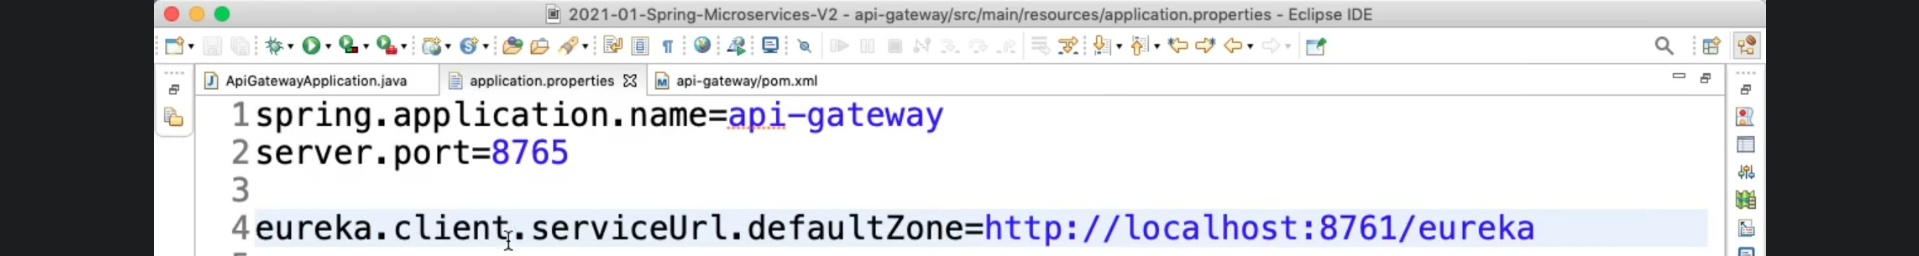 2021-01-Spring-Microservices-V2 - api-gateway/src/main/resources/application.properties - Eclipse IDE
ApiGatewayApplication.java application.properties api-gateway/pom.xml
1 spring.application.name=api-gateway
2 server.port=8765
3
4 eureka.client.serviceUrl.defaultZone=http://localhost:8761/eureka